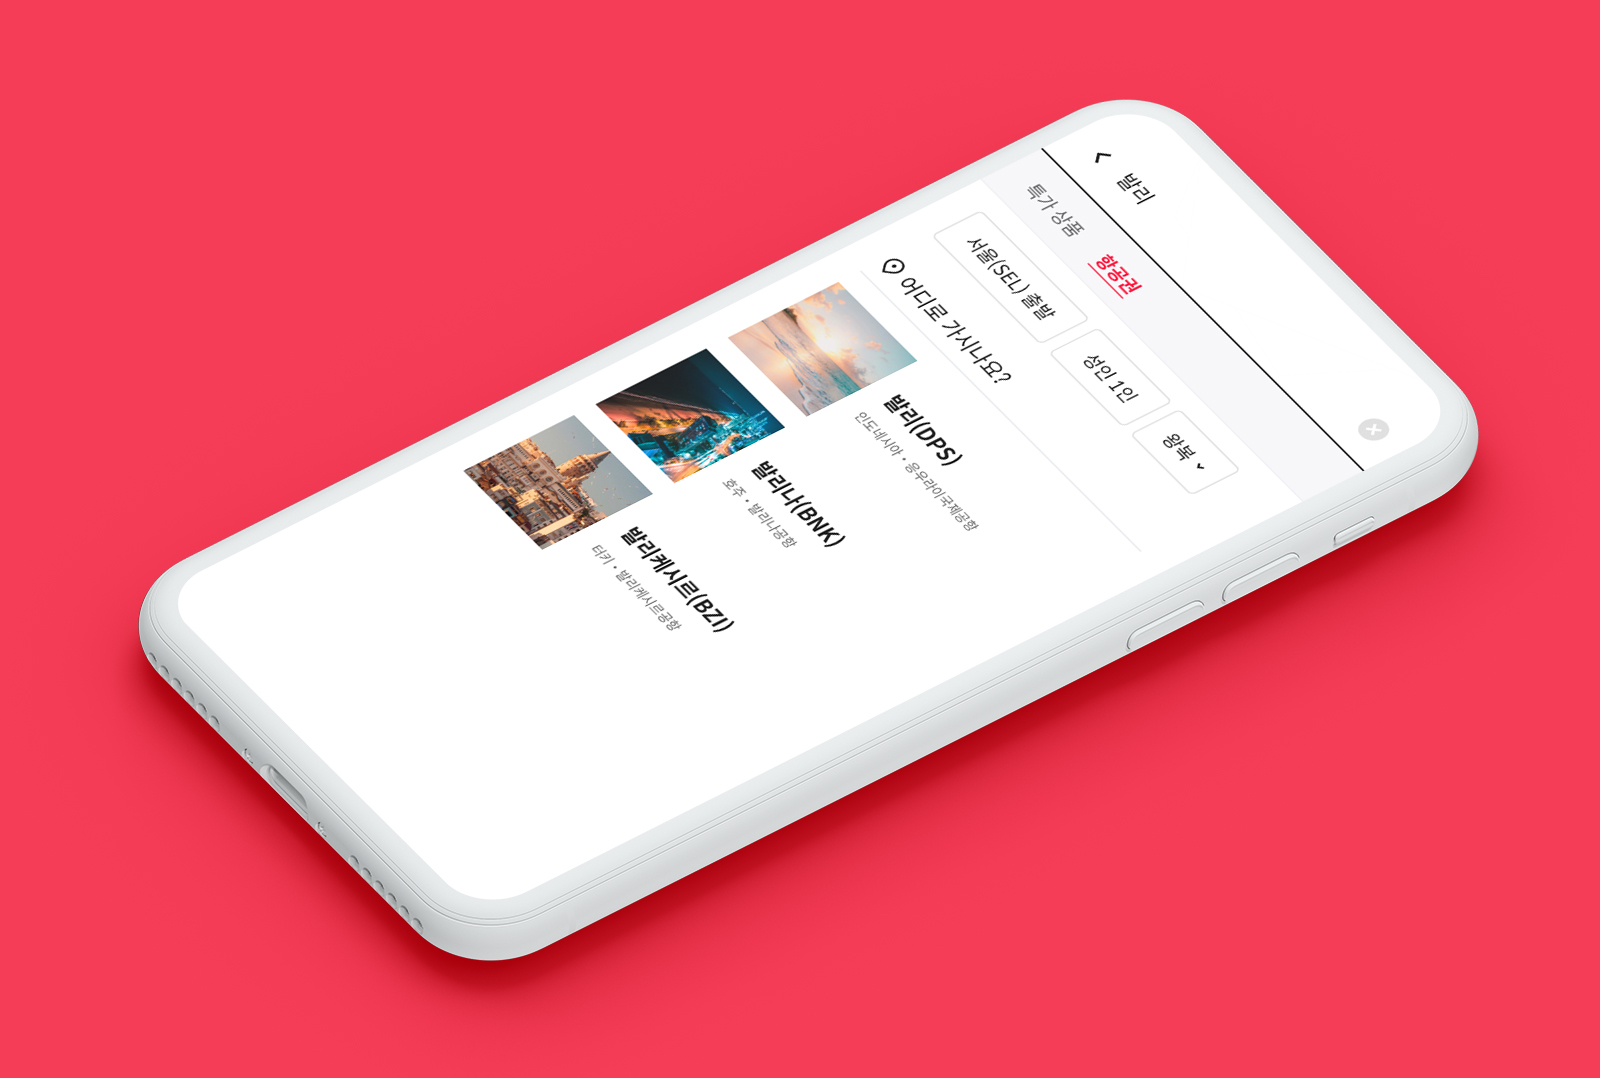 발리
특가 상품
항공권
서울(SEL) 출발
성인 1인
왕복
어디로 가시나요?
발리(DPS)
인도네시아 • 응우라이국제공항
발리나(BNK)
호주 • 발리나공항
발리케시르(BZI)
터키 • 발리케시르공항